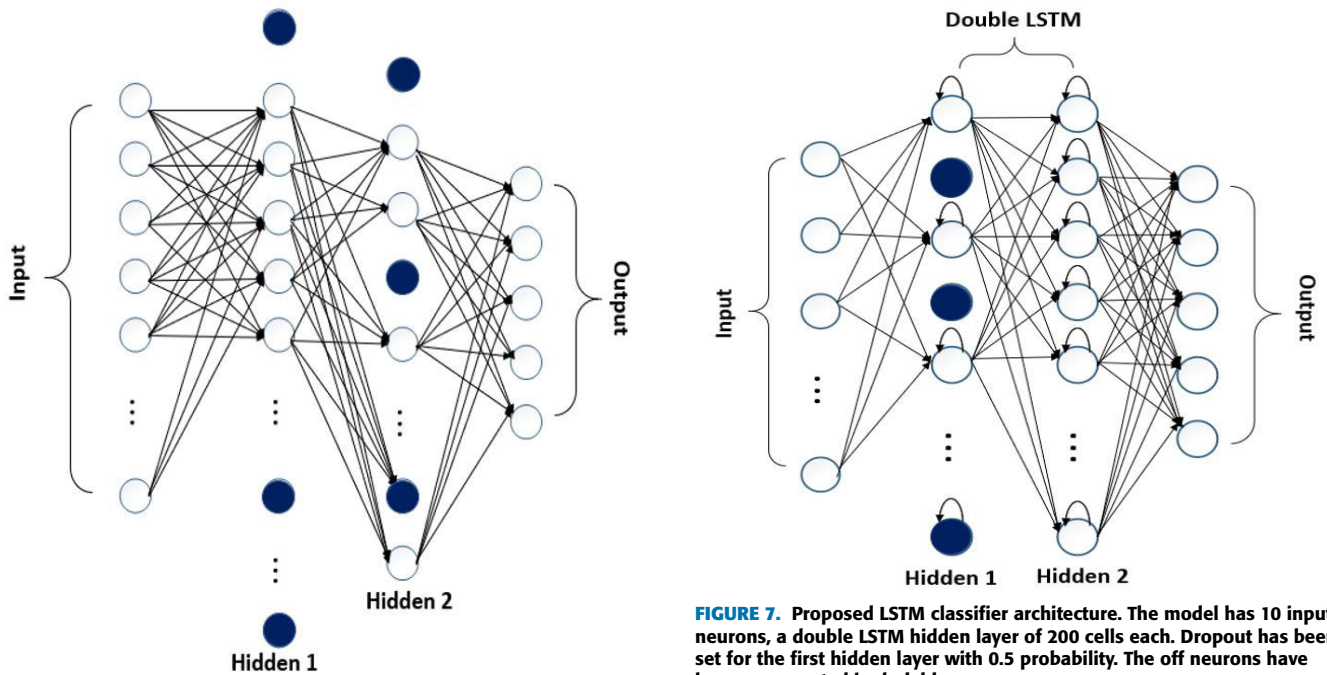 Input
Hidden 1
Hidden 2
Output
Double LSTM
Input
Hidden 1 Hidden 2
Output
FIGURE 7. Proposed LSTM classifier architecture. The model has 10 input
neurons, a double LSTM hidden layer of 200 cells each. Dropout has been
set for the first hidden layer with 0.5 probability. The off neurons have